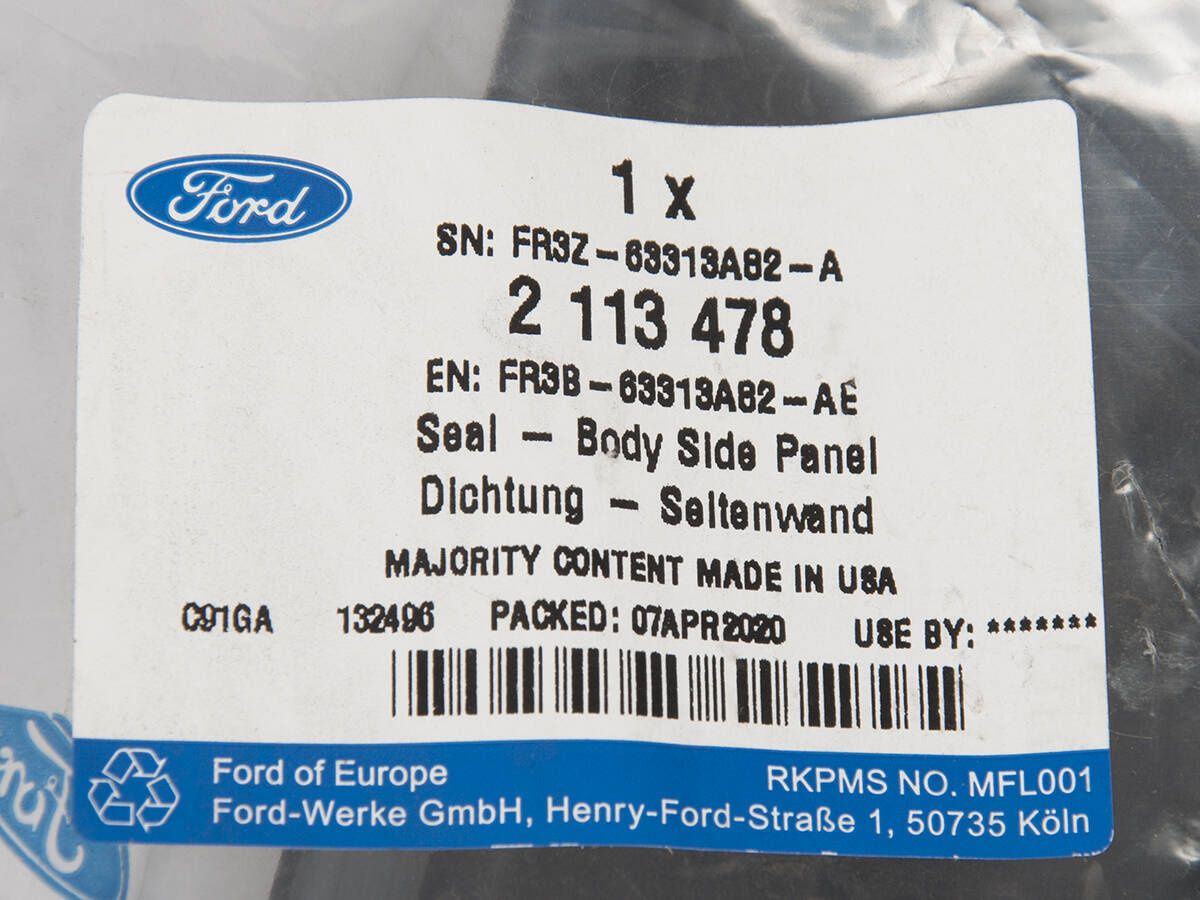 Ford
1 x
SN: FR3Z-63313A82-A
2 113 478
EN: FR3B-63313A82-AE
Seal - Body Side Panel
Dichtung - Seitenwand
MAJORITY CONTENT MADE IN USA
C91GA 132496 PACKED: 07APR2020 USE BY: *******
Ford of Europe
RKPMS NO. MFL001
Ford-Werke GmbH, Henry-Ford-Straße 1, 50735 Köln
Ford